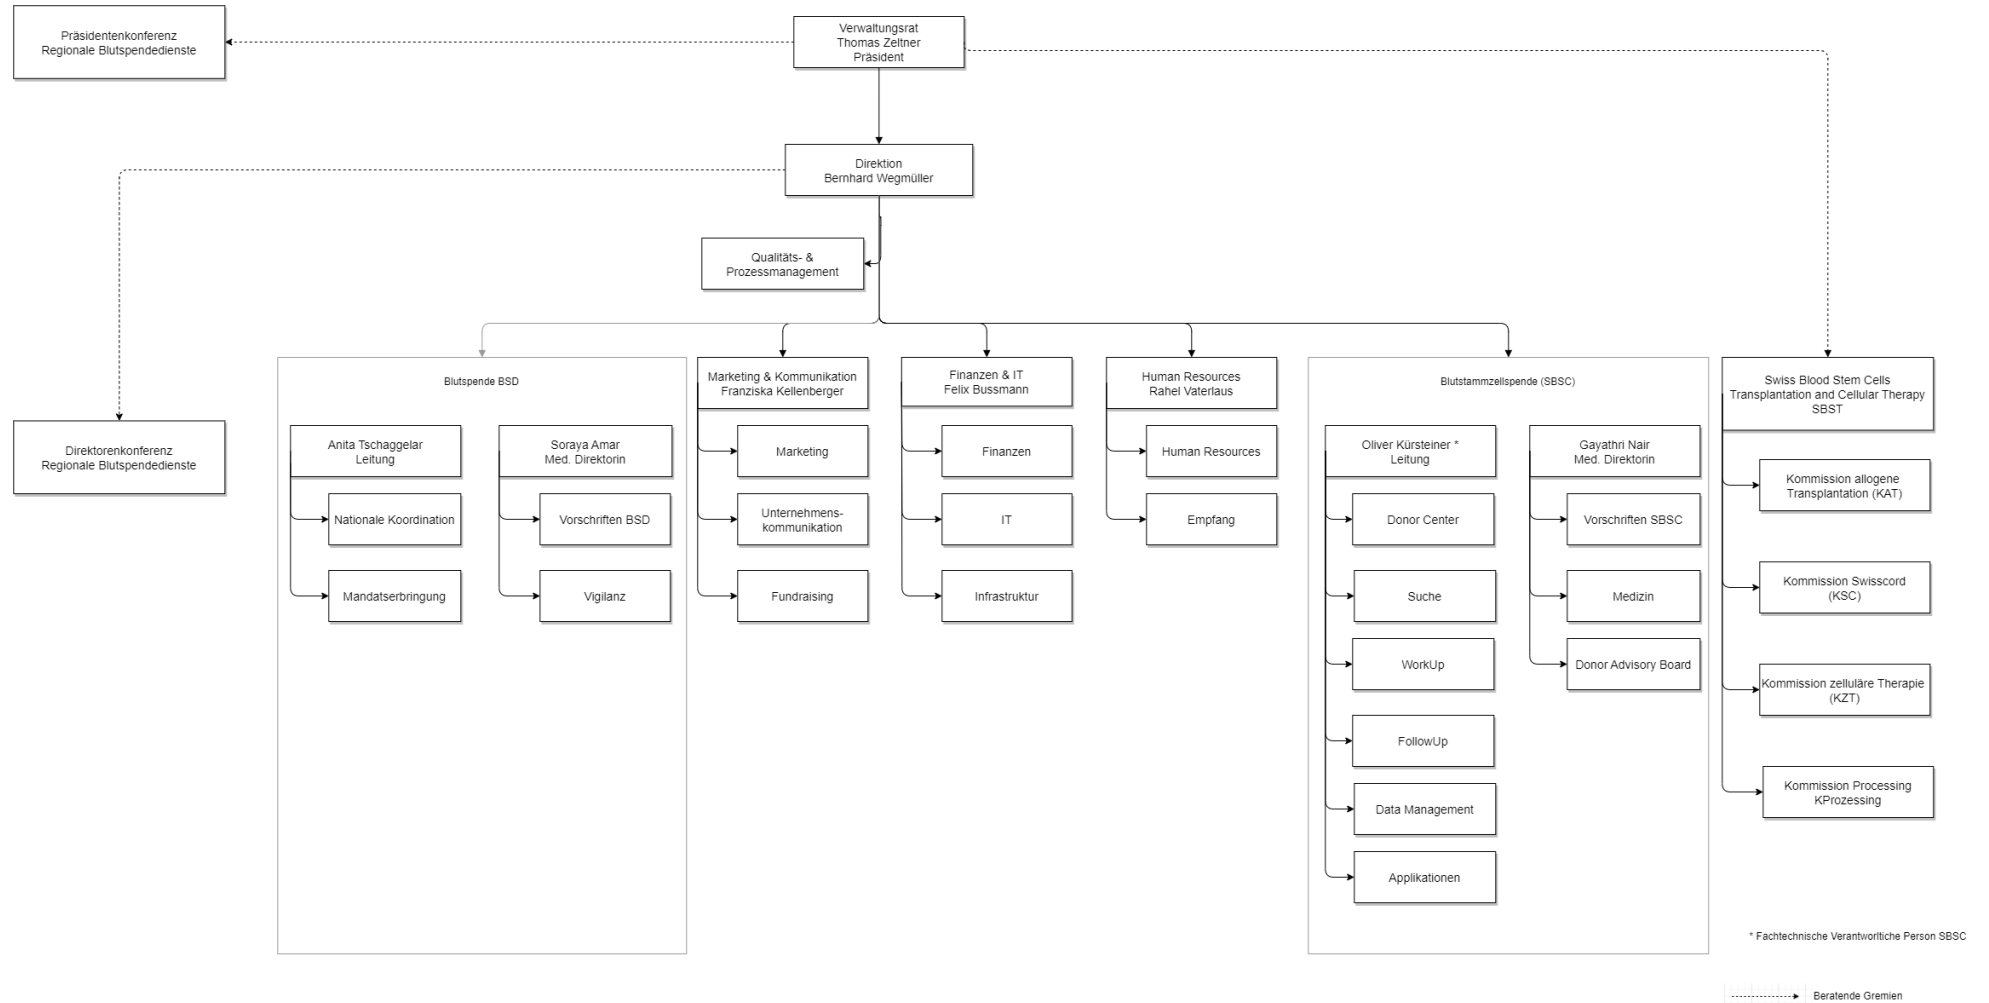 Präsidentenkonferenz
Regionale Blutspendedienste
Verwaltungsrat
Thomas Zeltner
Präsident
Direktion
Bernhard Wegmüller
Qualitäts- &
Prozessmanagement
Direktorenkonferenz
Regionale Blutspendedienste
Blutspende BSD
Anita Tschaggelar
Leitung
Nationale Koordination
Mandatserbringung
Soraya Amar
Med. Direktorin
Vorschriften BSD
Vigilanz
Marketing & Kommunikation
Franziska Kellenberger
Marketing
Unternehmens-
kommunikation
Fundraising
Finanzen & IT
Felix Bussmann
Finanzen
IT
Infrastruktur
Human Resources
Rahel Vaterlaus
Human Resources
Empfang
Blutstammzellspende (SBSC)
Oliver Kürsteiner *
Leitung
Donor Center
Suche
WorkUp
FollowUp
Data Management
Applikationen
Gayathri Nair
Med. Direktorin
Vorschriften SBSC
Medizin
Donor Advisory Board
Swiss Blood Stem Cells
Transplantation and Cellular Therapy
SBST
Kommission allogene
Transplantation (KAT)
Kommission Swisscord
(KSC)
Kommission zelluläre Therapie
(KZT)
Kommission Processing
KProzessing
* Fachtechnische Verantworltiche Person SBSC
Beratende Gremien